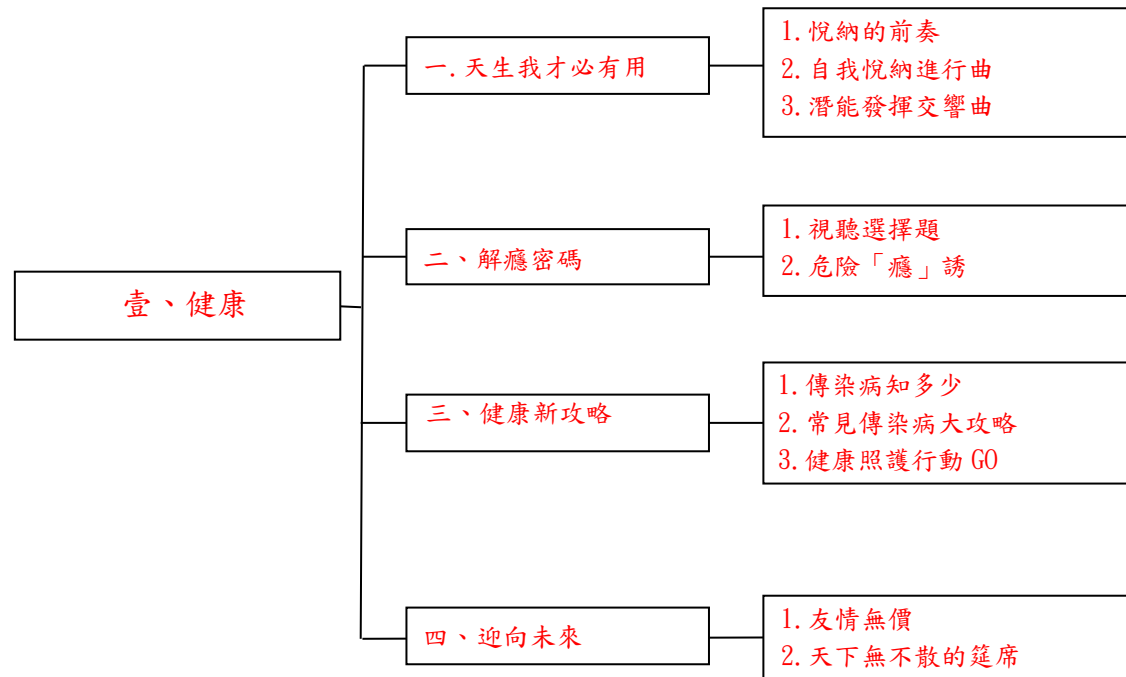 壹、健康
一.天生我才必有用
1.悅納的前奏
2.自我悅納進行曲
3.潛能發揮交響曲
二、解癮密碼
1.視聽選擇題
2.危險「癮」誘
三、健康新攻略
1.傳染病知多少
2.常見傳染病大攻略
3.健康照護行動 GO
四、迎向未來
1.友情無價
2.天下無不散的筵席